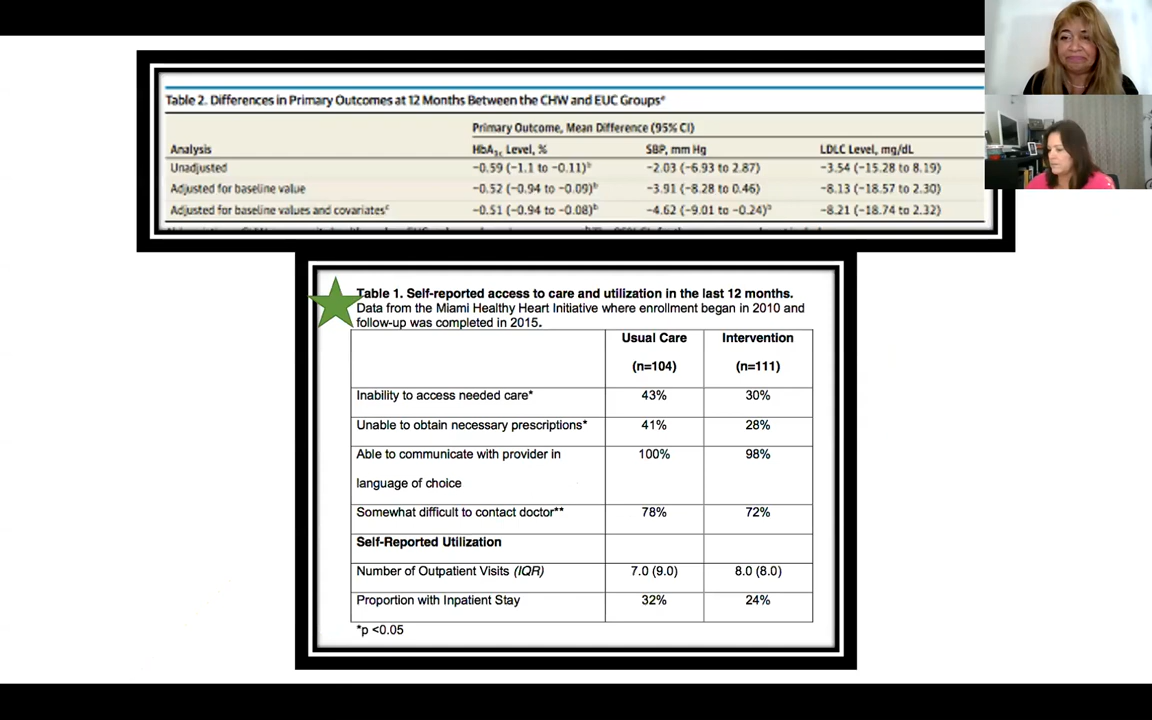 Table 2. Differences in Primary Outcomes at 12 Months Between the CHW and EUC Groupsᵃ
Primary Outcome, Mean Difference (95% CI)
Analysis HbA₁c Level, % SBP, mm Hg LDLC Level, mg/dL
Unadjusted −0.59 (−1.1 to −0.11)ᵇ −2.03 (−6.93 to 2.87) −3.54 (−15.28 to 8.19)
Adjusted for baseline value −0.52 (−0.94 to −0.09)ᵇ −3.91 (−8.28 to 0.46) −8.13 (−18.57 to 2.30)
Adjusted for baseline values and covariatesᶜ −0.51 (−0.94 to −0.08)ᵇ −4.62 (−9.01 to −0.24)ᵇ −8.21 (−18.74 to 2.32)
Table 1. Self-reported access to care and utilization in the last 12 months.
Data from the Miami Healthy Heart Initiative where enrollment began in 2010 and
follow-up was completed in 2015.
Usual Care Intervention
(n=104) (n=111)
Inability to access needed care* 43% 30%
Unable to obtain necessary prescriptions* 41% 28%
Able to communicate with provider in 100% 98%
language of choice
Somewhat difficult to contact doctor** 78% 72%
Self-Reported Utilization
Number of Outpatient Visits (IQR) 7.0 (9.0) 8.0 (8.0)
Proportion with Inpatient Stay 32% 24%
*p <0.05